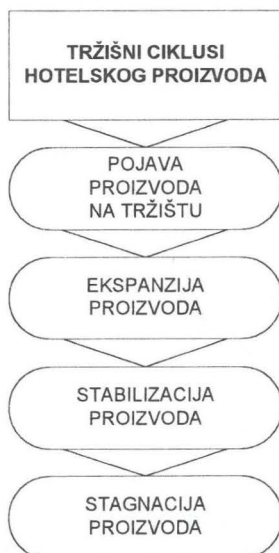 TRŽIŠNI CIKLUSI
HOTELSKOG PROIZVODA
POJAVA
PROIZVODA
NA TRŽIŠTU
EKSPANZIJA
PROIZVODA
STABILIZACIJA
PROIZVODA
STAGNACIJA
PROIZVODA